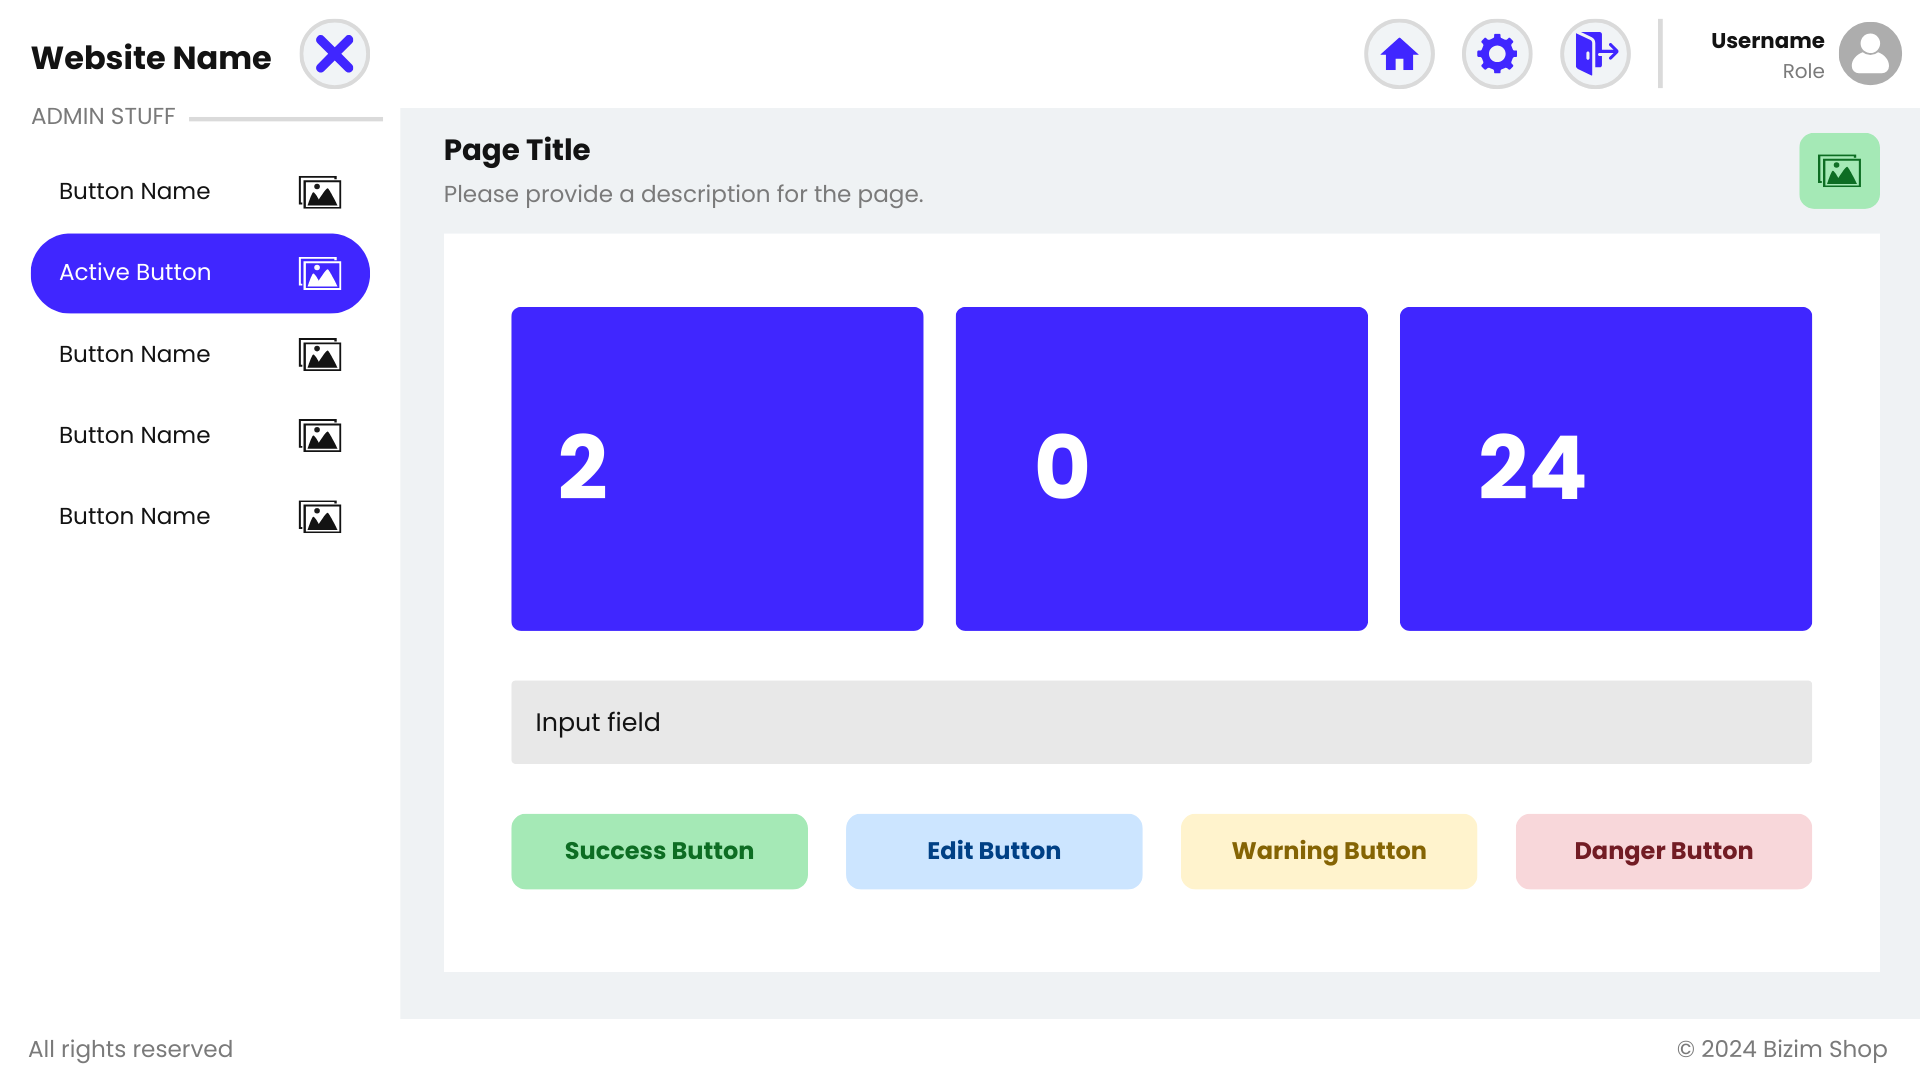 Website Name
Username
Role
ADMIN STUFF
Button Name
Active Button
Button Name
Button Name
Button Name
Page Title
Please provide a description for the page.
2
0
24
Input field
Success Button
Edit Button
Warning Button
Danger Button
All rights reserved
© 2024 Bizim Shop